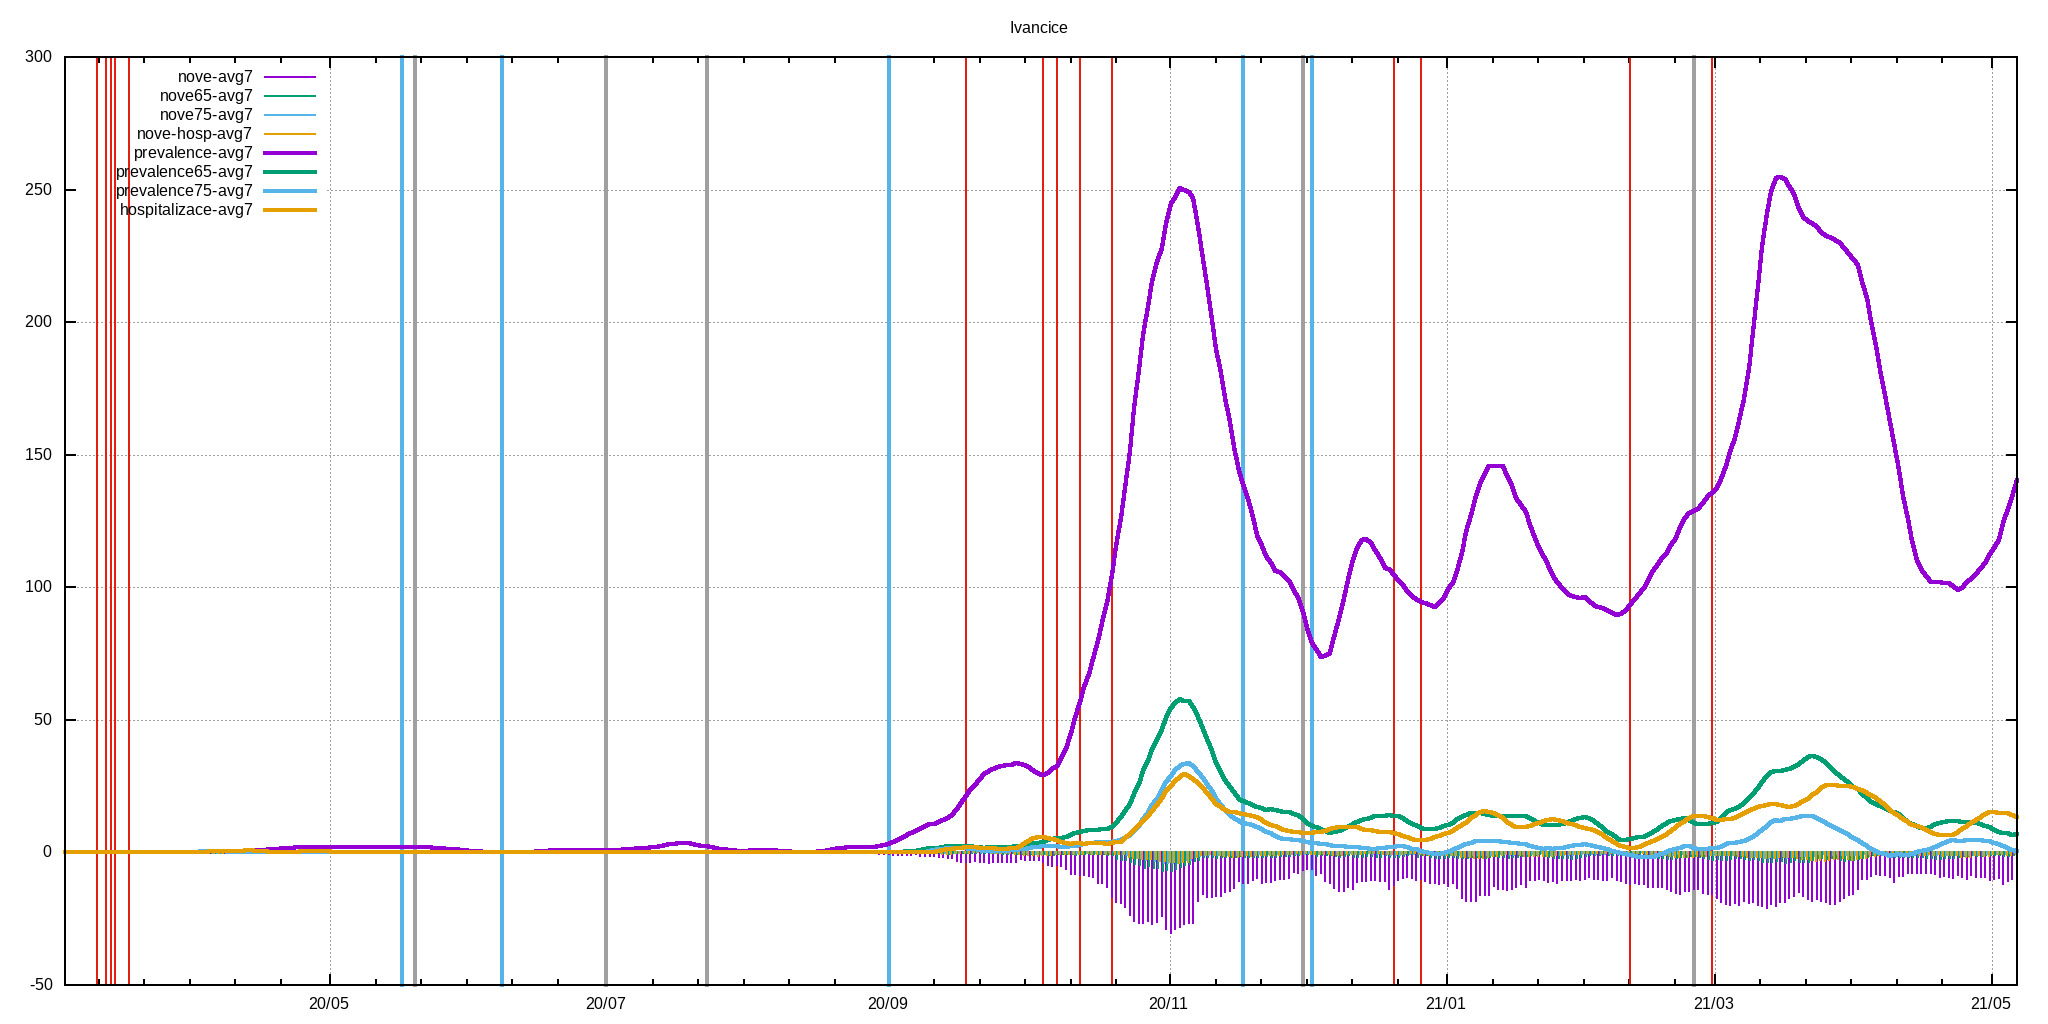 Ivancice
300
nove-avg7
nove65-avg7
nove75-avg7
nove-hosp-avg7
prevalence-avg7
prevalence65-avg7
prevalence75-avg7
hospitalizace-avg7
250
200
150
100
50
0
-50
20/05 20/07 20/09 20/11 21/01 21/03 21/05